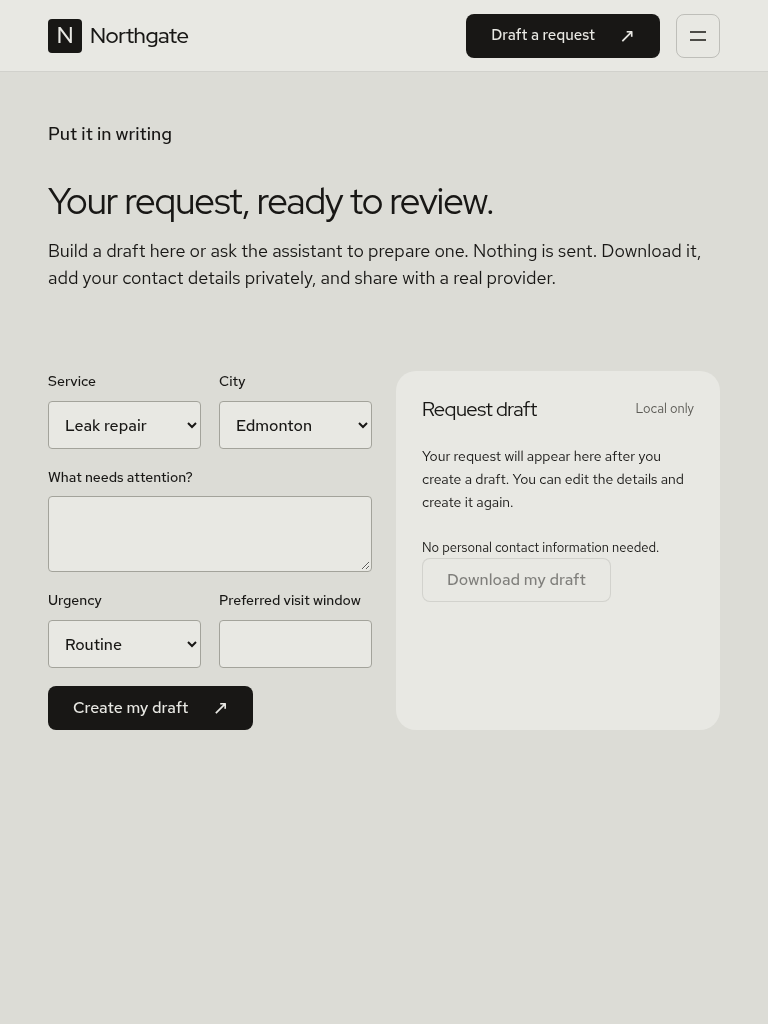 N Northgate
Draft a request ↗
Put it in writing
Your request, ready to review.
Build a draft here or ask the assistant to prepare one. Nothing is sent. Download it,
add your contact details privately, and share with a real provider.
Service
City
Leak repair
Edmonton
What needs attention?
Urgency
Preferred visit window
Routine
Create my draft ↗
Request draft
Local only
Your request will appear here after you
create a draft. You can edit the details and
create it again.
No personal contact information needed.
Download my draft